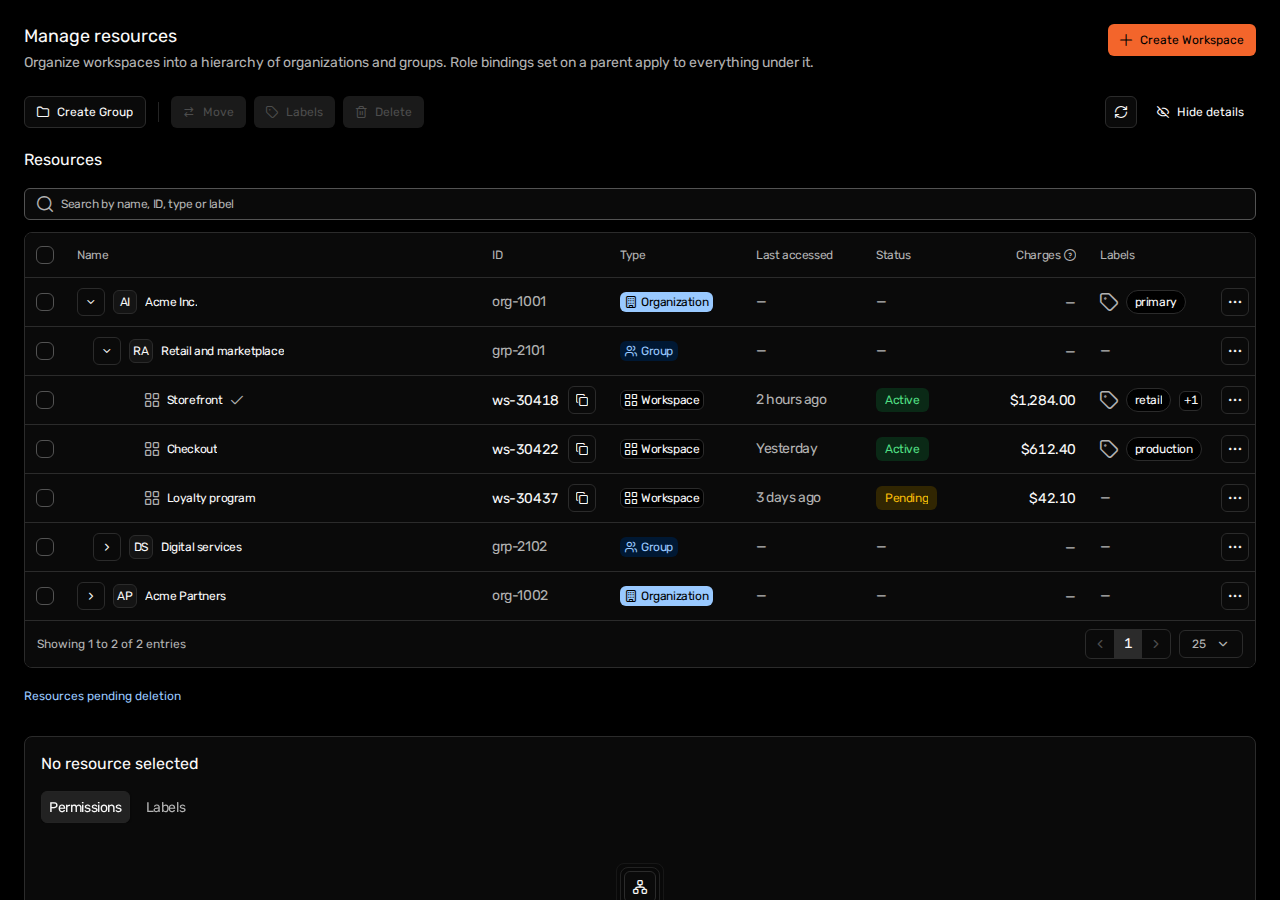 Manage resources
Create Workspace
Organize workspaces into a hierarchy of organizations and groups. Role bindings set on a parent apply to everything under it.
Create Group Move Labels Delete Hide details
Resources
Search by name, ID, type or label
Name ID Type Last accessed Status Charges Labels
AI Acme Inc. org-1001 Organization – – – primary
RA Retail and marketplace grp-2101 Group – – – –
Storefront ws-30418 Workspace 2 hours ago Active $1,284.00 retail +1
Checkout ws-30422 Workspace Yesterday Active $612.40 production
Loyalty program ws-30437 Workspace 3 days ago Pending $42.10 –
DS Digital services grp-2102 Group – – – –
AP Acme Partners org-1002 Organization – – – –
Showing 1 to 2 of 2 entries 1 25
Resources pending deletion
No resource selected
Permissions Labels